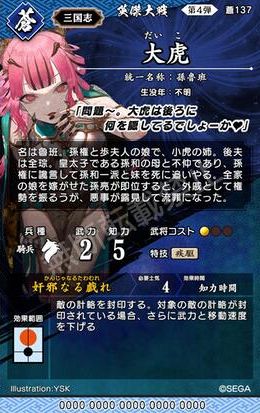 蒼
三国志
英傑大戦
第4弾
蒼137
だいこ
大虎
統一名称:孫魯班
生没年:不明
「問題~。大虎は後ろに
何を隠してるでしょーか♥」
名は魯班。孫権と歩夫人の娘で、小虎の姉。後夫
は全琮。皇太子である孫和の母と不仲であり、孫
権に讒言して孫和一派と妹を死に追いやる。全家
の娘を嫁がせた孫亮が即位すると、外戚として権
勢を振るうが、悪事が露見して流罪になった。
兵種 武力 知力 武将コスト
騎兵 2 5 特技 疾駆
かんじゃなるたわむれ
奸邪なる戯れ
必要士気 4
効果時間 知力時間
効果範囲
敵の計略を封印する。対象の敵の計略が封
印されている場合、さらに武力と移動速度
を下げる
Illustration:YSK
©SEGA
0000-0000-0000-0000-0000